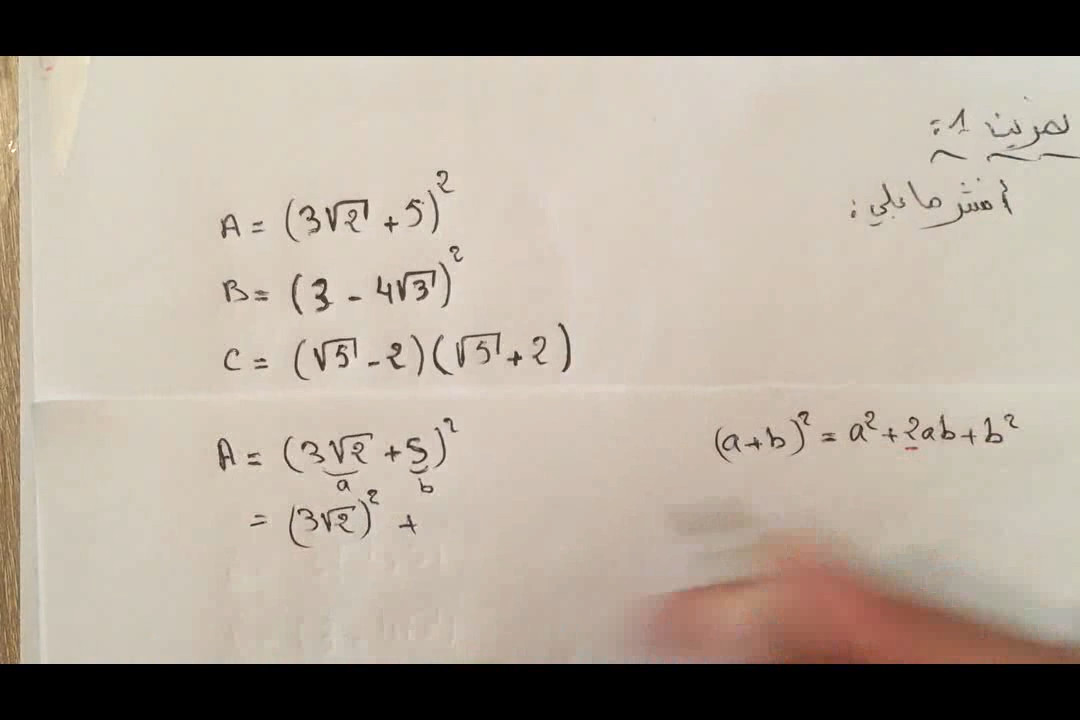 تمرين 1:
أنشر ما يلي:
A = (3√2 + 5)²
B = (3 - 4√3)²
C = (√5 - 2)(√5 + 2)
A = (3√2 + 5)²
a b
(a+b)² = a² + 2ab + b²
= (3√2)² +